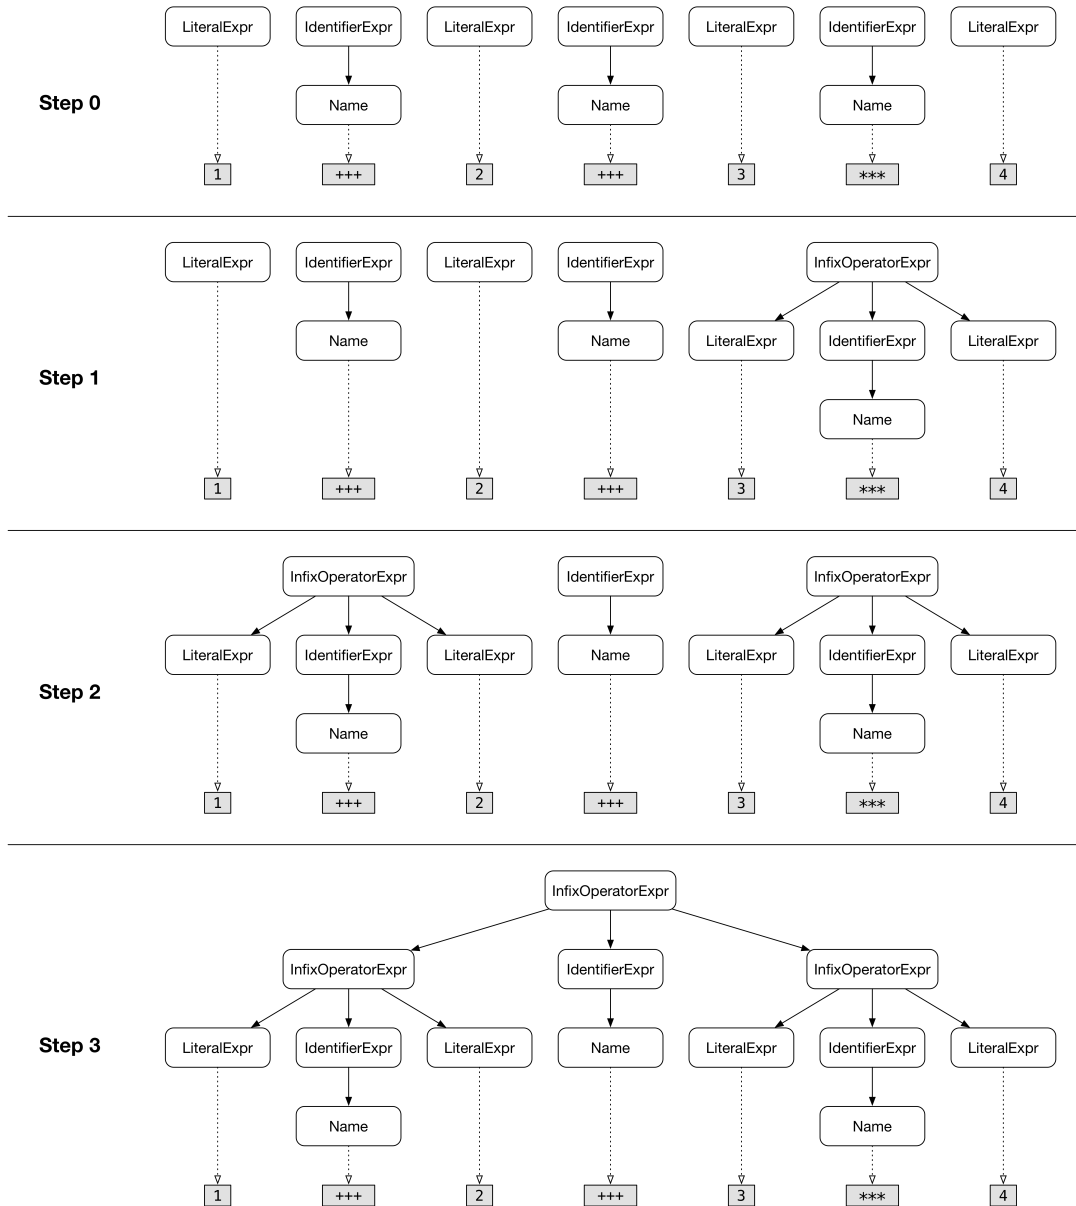 LiteralExpr IdentifierExpr LiteralExpr IdentifierExpr LiteralExpr IdentifierExpr LiteralExpr
Step 0
Name Name Name
1 +++ 2 +++ 3 *** 4
LiteralExpr IdentifierExpr LiteralExpr IdentifierExpr InfixOperatorExpr
Name Name LiteralExpr IdentifierExpr LiteralExpr
Step 1
Name
1 +++ 2 +++ 3 *** 4
InfixOperatorExpr IdentifierExpr InfixOperatorExpr
LiteralExpr IdentifierExpr LiteralExpr Name LiteralExpr IdentifierExpr LiteralExpr
Step 2
Name Name
1 +++ 2 +++ 3 *** 4
InfixOperatorExpr
InfixOperatorExpr IdentifierExpr InfixOperatorExpr
Step 3
LiteralExpr IdentifierExpr LiteralExpr Name LiteralExpr IdentifierExpr LiteralExpr
Name Name
1 +++ 2 +++ 3 *** 4